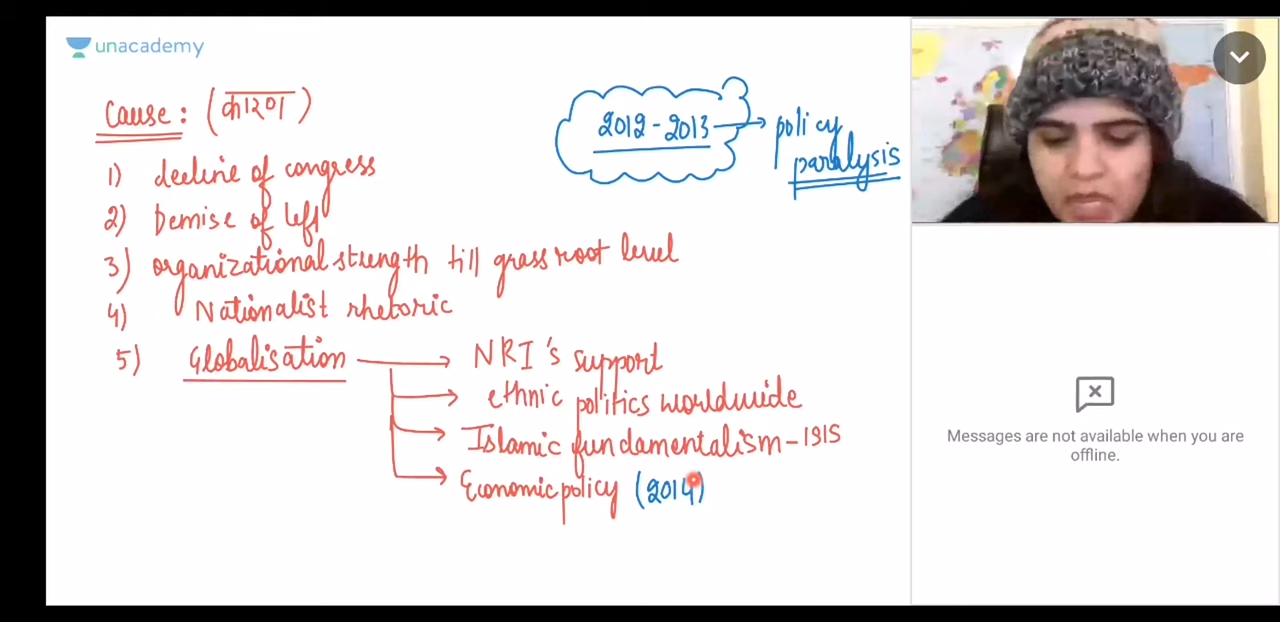 unacademy
Cause : (कारण)
1) decline of congress
2) Demise of left
3) organizational strength till grass root level
4) Nationalist rhetoric
5) Globalisation → NRI's support
→ ethnic politics worldwide
→ Islamic fundamentalism - ISIS
→ Economic policy (2014)
2012 - 2013 → policy
paralysis
Messages are not available when you are
offline.